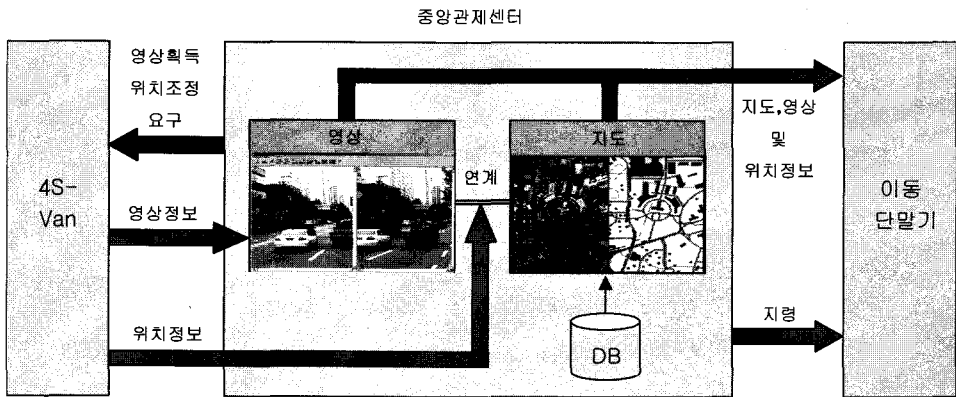 중앙관제센터
영상획득
위치조정
요구
영상
지도
지도,영상
및
위치정보
연계
4S-
Van
이동
단말기
영상정보
지령
위치정보
DB